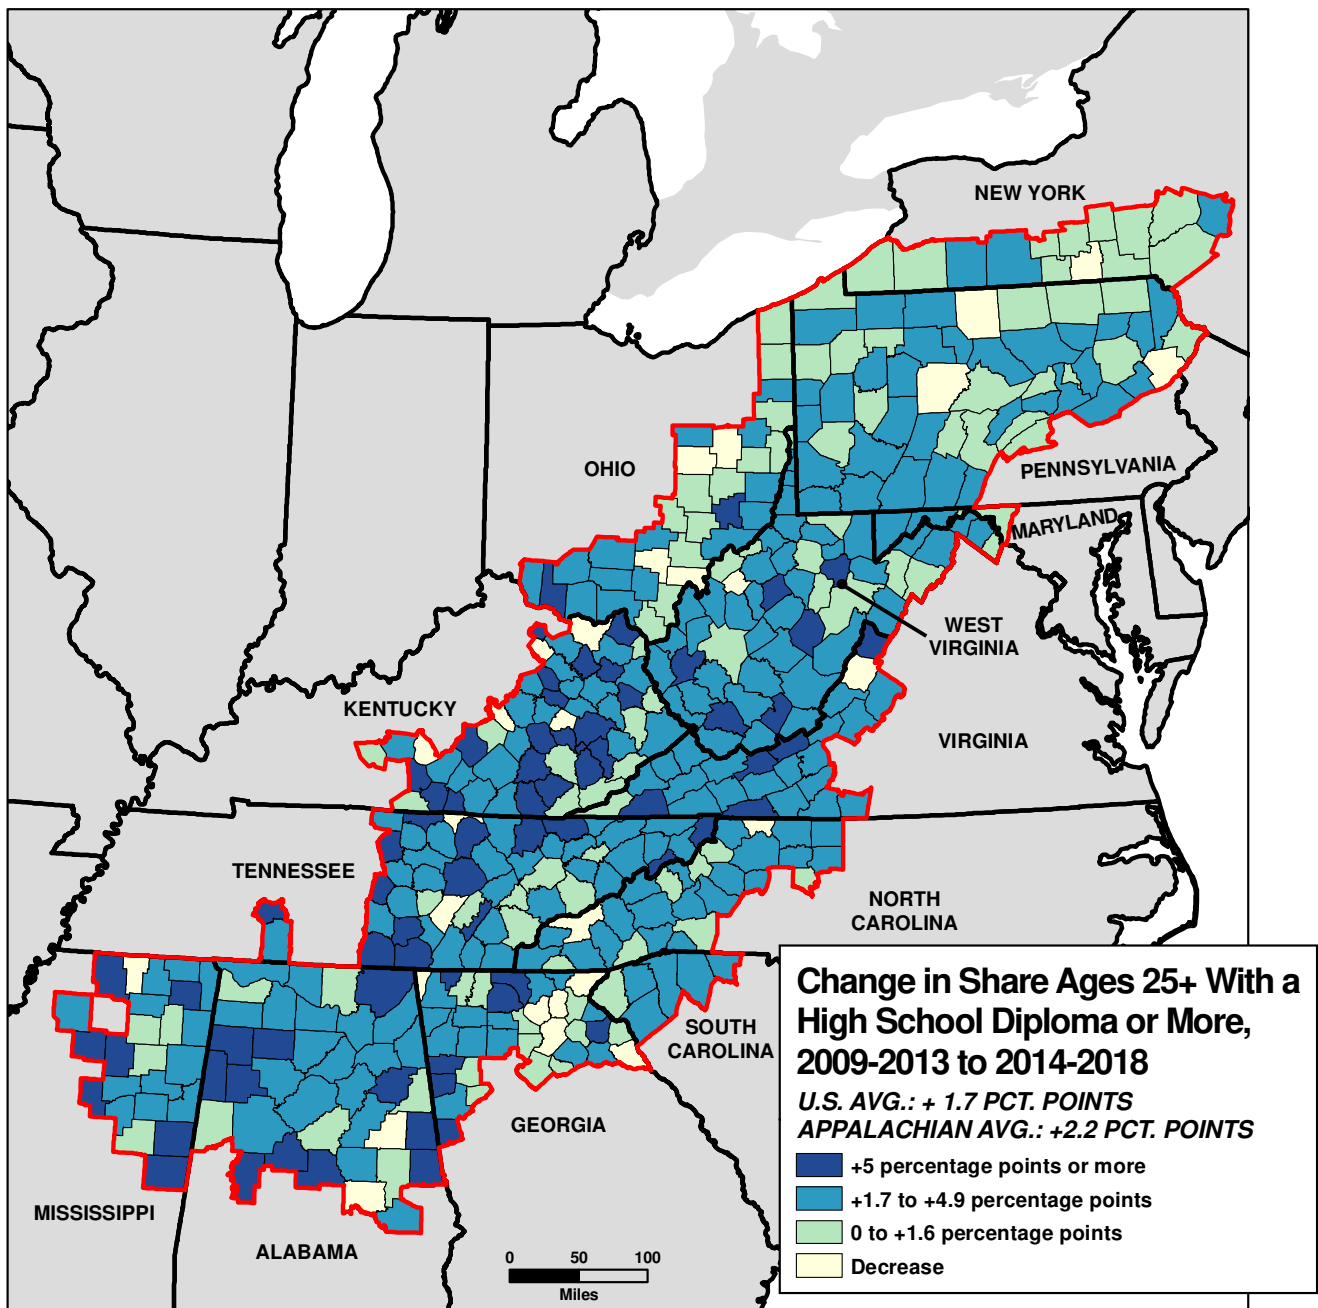 NEW YORK
OHIO
PENNSYLVANIA
MARYLAND
WEST
VIRGINIA
KENTUCKY
VIRGINIA
TENNESSEE
NORTH
CAROLINA
SOUTH
CAROLINA
GEORGIA
MISSISSIPPI
ALABAMA
0 50 100
Miles
Change in Share Ages 25+ With a
High School Diploma or More,
2009-2013 to 2014-2018
U.S. AVG.: + 1.7 PCT. POINTS
APPALACHIAN AVG.: +2.2 PCT. POINTS
+5 percentage points or more
+1.7 to +4.9 percentage points
0 to +1.6 percentage points
Decrease